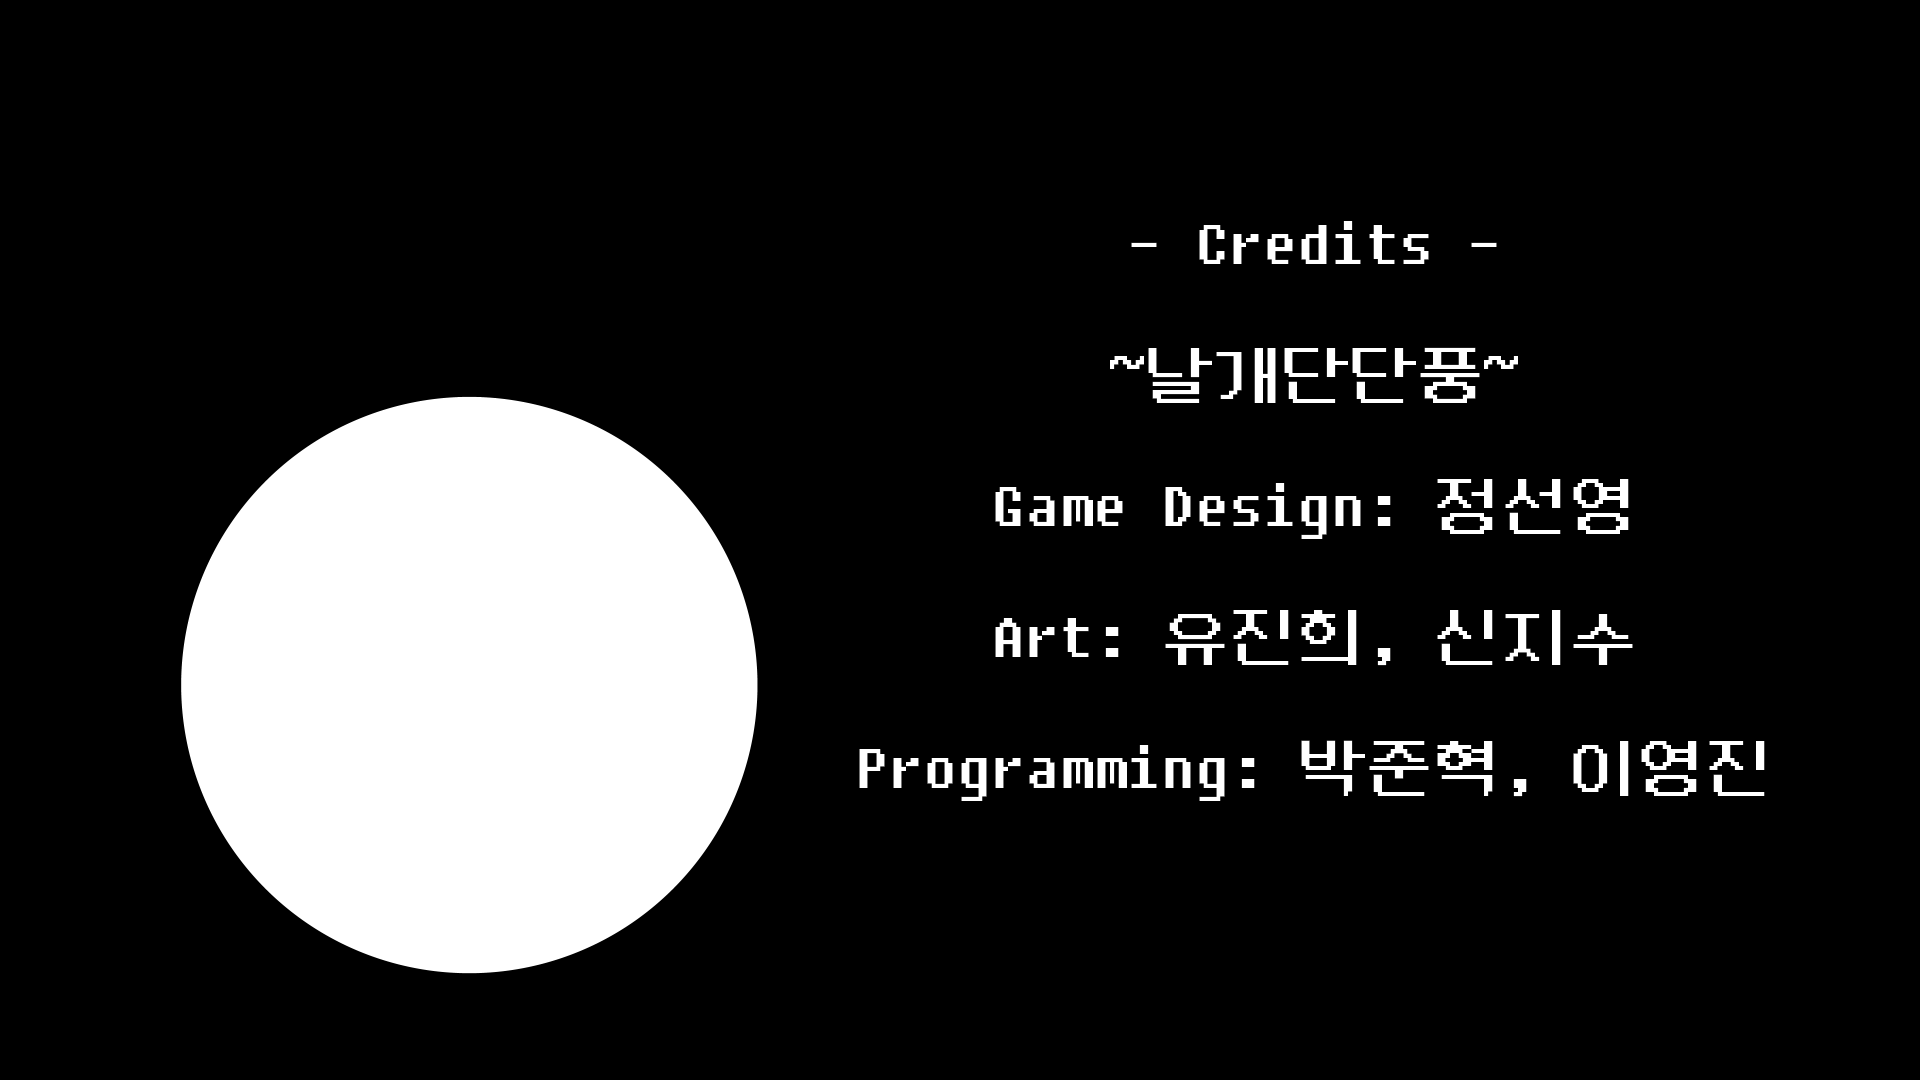 - Credits -
~날개단단풍~
Game Design: 정선영
Art: 유진희, 신지수
Programming: 박준혁, 이영진